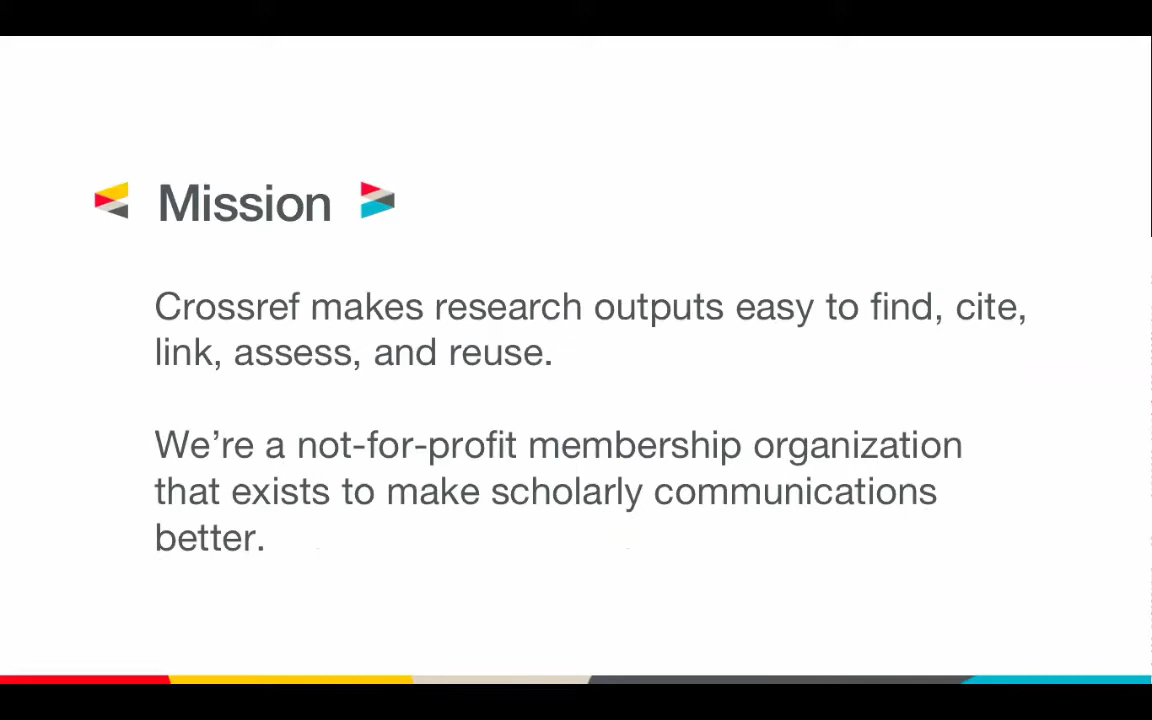 Mission
Crossref makes research outputs easy to find, cite,
link, assess, and reuse.
We’re a not-for-profit membership organization
that exists to make scholarly communications
better.